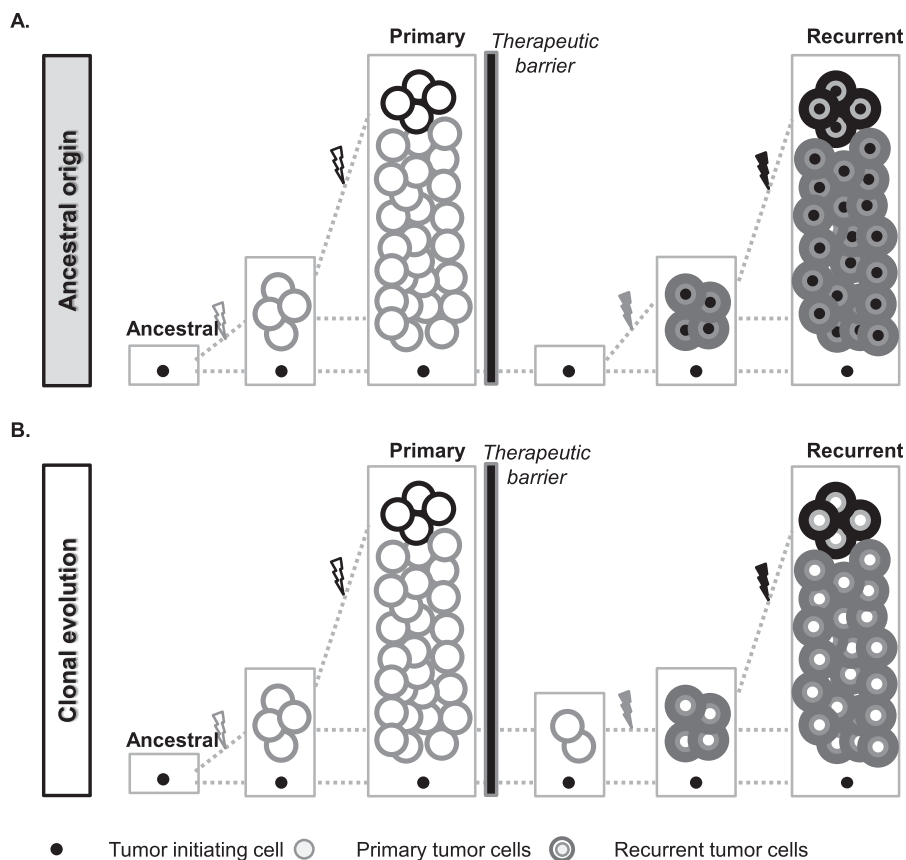 A.
Primary
Therapeutic
barrier
Recurrent
Ancestral origin
Ancestral
B.
Primary
Therapeutic
barrier
Recurrent
Clonal evolution
Ancestral
Tumor initiating cell
Primary tumor cells
Recurrent tumor cells